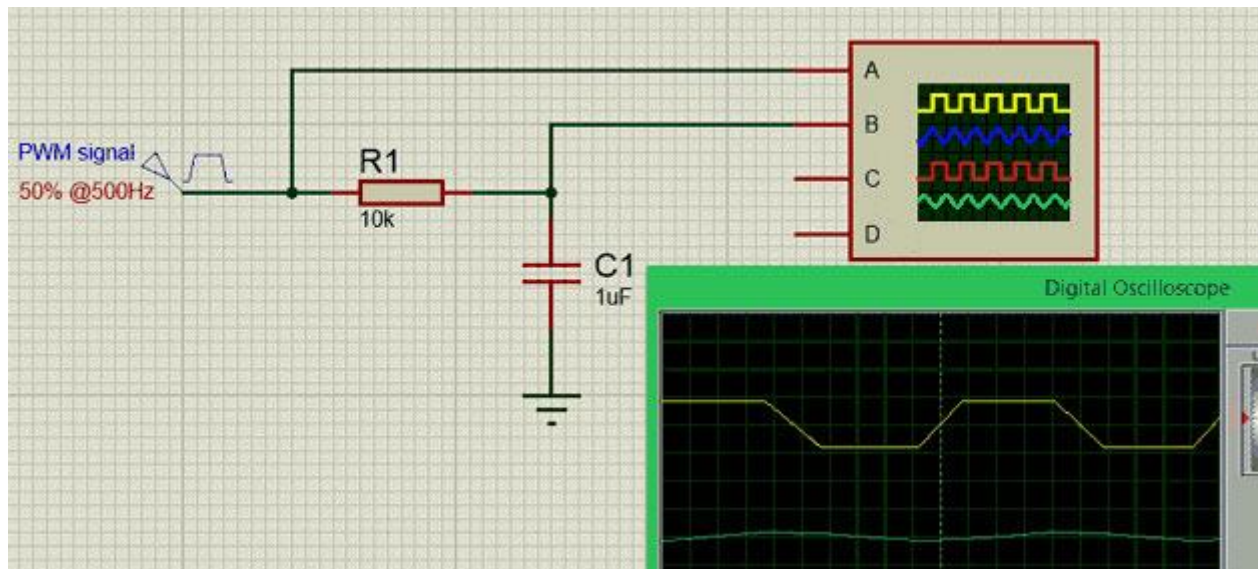 PWM signal
50% @500Hz
R1
10k
C1
1uF
A
B
C
D
Digital Oscilloscope